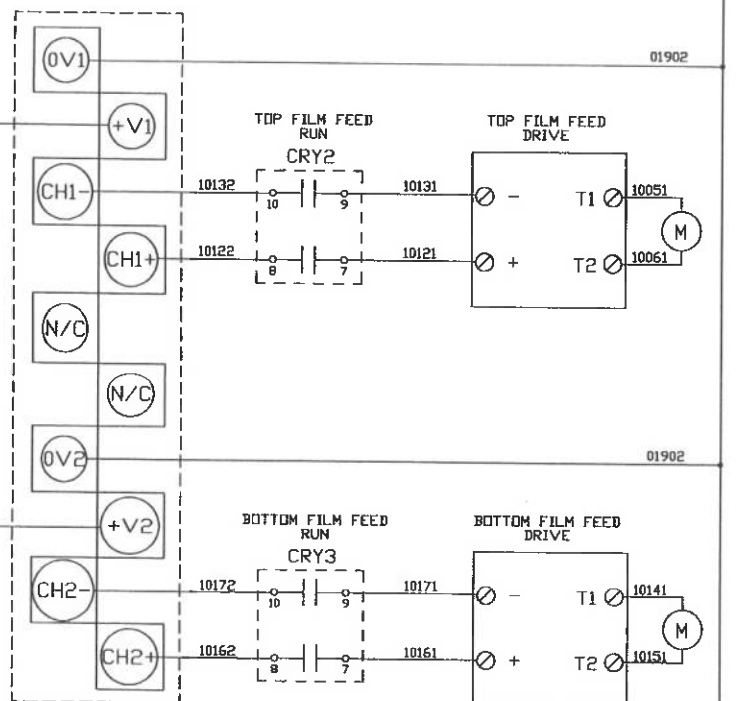 0V1
01902
+V1
TOP FILM FEED
RUN
CRY2
TOP FILM FEED
DRIVE
CH1-
10132
10
9
10131
-
T1
10051
M
CH1+
10122
8
7
10121
+
T2
10061
N/C
N/C
0V2
01902
+V2
BOTTOM FILM FEED
RUN
CRY3
BOTTOM FILM FEED
DRIVE
CH2-
10172
10
9
10171
-
T1
10141
M
CH2+
10162
8
7
10161
+
T2
10151